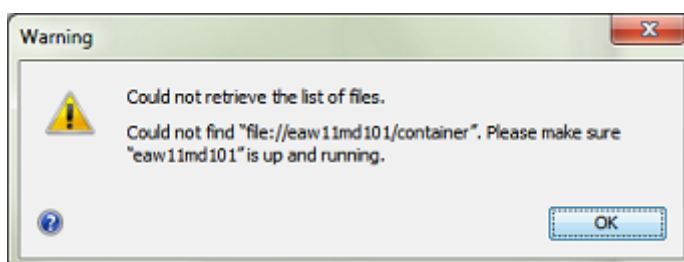 Warning
Could not retrieve the list of files.
Could not find "file://eaw11md101/container". Please make sure
"eaw11md101" is up and running.
OK